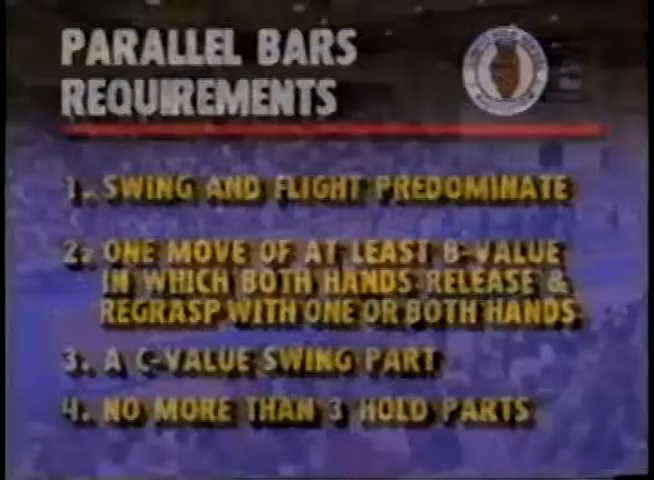 PARALLEL BARS
REQUIREMENTS
1. SWING AND FLIGHT PREDOMINATE
2. ONE MOVE OF AT LEAST B-VALUE
IN WHICH BOTH HANDS RELEASE &
REGRASP WITH ONE OR BOTH HANDS
3. A C-VALUE SWING PART
4. NO MORE THAN 3 HOLD PARTS